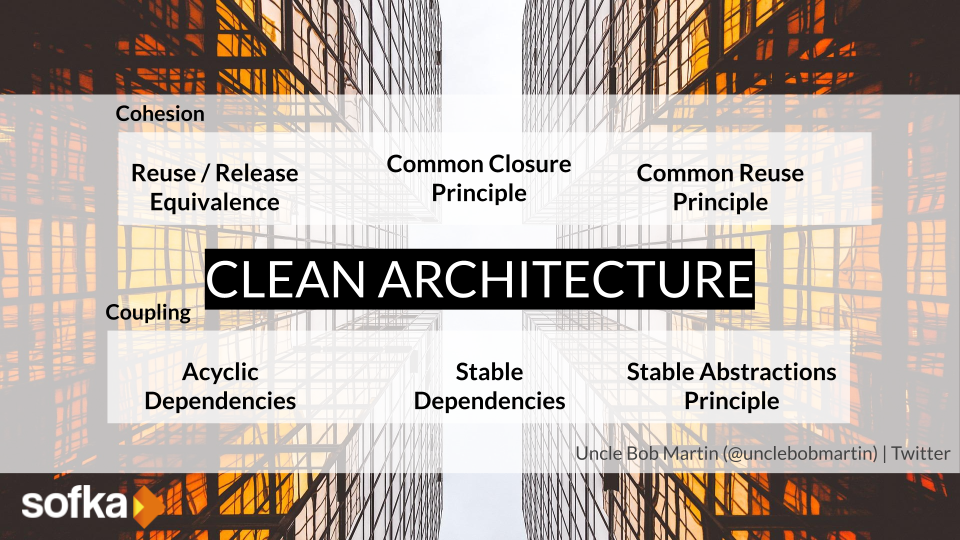 Cohesion
Reuse / Release
Equivalence
Common Closure
Principle
Common Reuse
Principle
CLEAN ARCHITECTURE
Coupling
Acyclic
Dependencies
Stable
Dependencies
Stable Abstractions
Principle
Uncle Bob Martin (@unclebobmartin) | Twitter
sofka